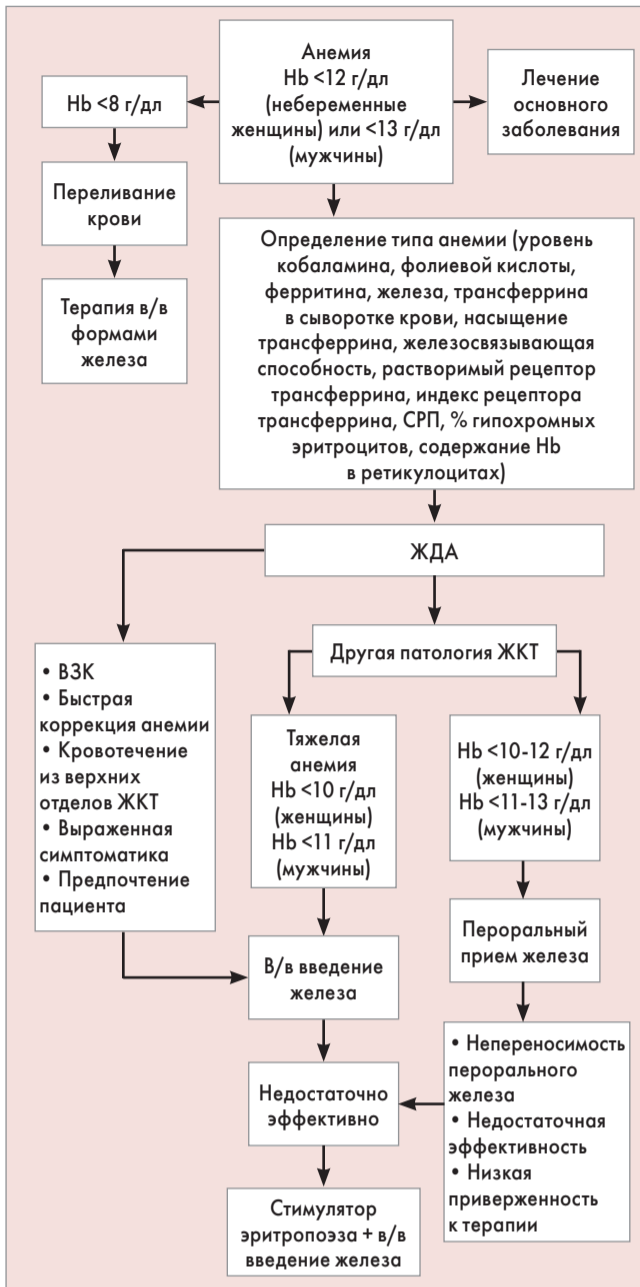 Анемия
Hb <12 г/дл
(небеременные
женщины) или <13 г/дл
(мужчины)
Hb <8 г/дл
Лечение
основного
заболевания
Переливание
крови
Терапия в/в
формами
железа
Определение типа анемии (уровень
кобаламина, фолиевой кислоты,
ферритина, железа, трансферрина
в сыворотке крови, насыщение
трансферрина, железосвязывающая
способность, растворимый рецептор
трансферрина, индекс рецептора
трансферрина, СРП, % гипохромных
эритроцитов, содержание Hb
в ретикулоцитах)
ЖДА
• ВЗК
• Быстрая
коррекция анемии
• Кровотечение
из верхних
отделов ЖКТ
• Выраженная
симптоматика
• Предпочтение
пациента
Другая патология ЖКТ
Тяжелая
анемия
Hb <10 г/дл
(женщины)
Hb <11 г/дл
(мужчины)
Hb <10-12 г/дл
(женщины)
Hb <11-13 г/дл
(мужчины)
Пероральный
прием железа
В/в введение
железа
• Непереносимость
перорального
железа
• Недостаточная
эффективность
• Низкая
приверженность
к терапии
Недостаточно
эффективно
Стимулятор
эритропоэза + в/в
введение железа